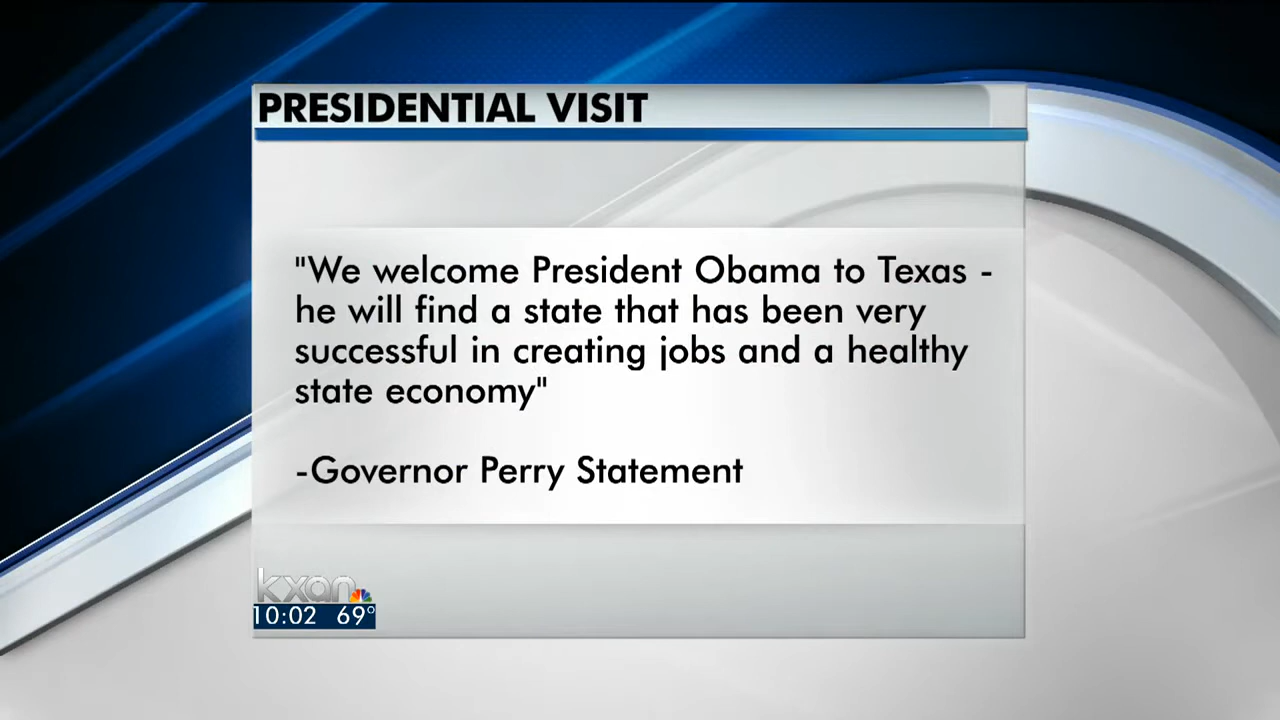 PRESIDENTIAL VISIT
"We welcome President Obama to Texas -
he will find a state that has been very
successful in creating jobs and a healthy
state economy"
-Governor Perry Statement
kxan
10:02 69°